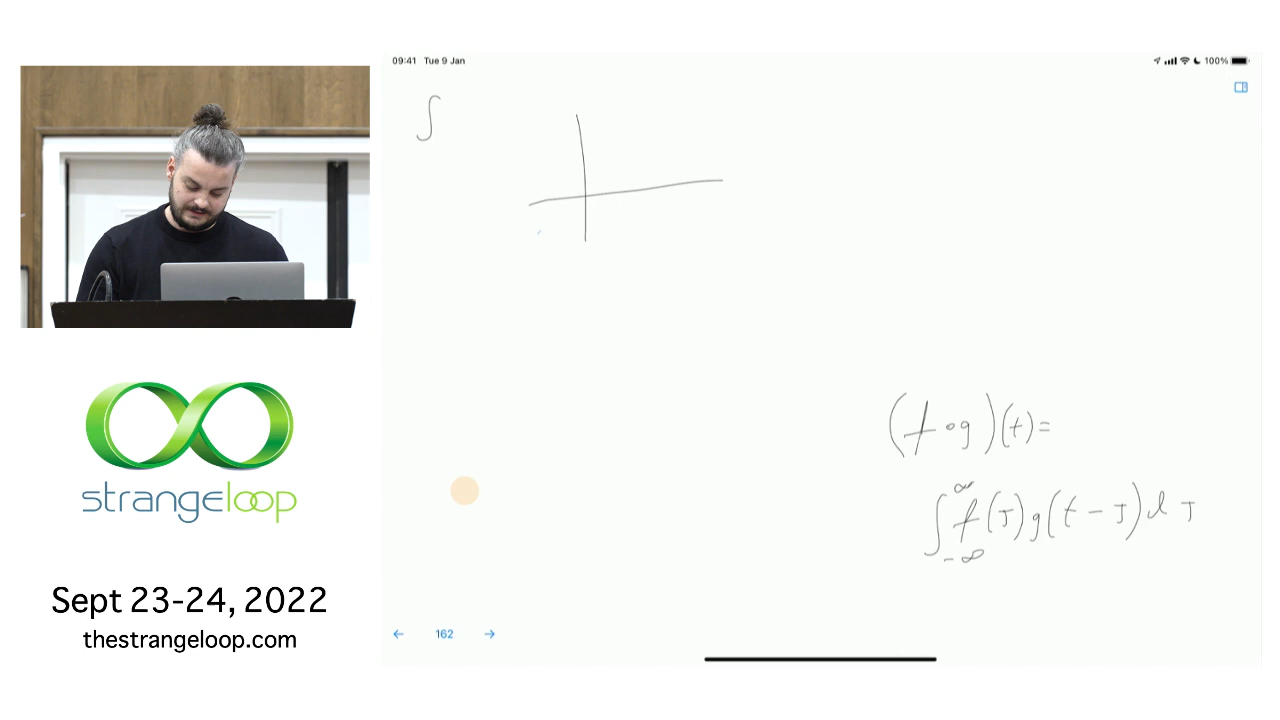 09:41 Tue 9 Jan
100%
∫
(f ∘ g)(t) =
∫ ∞ -∞ f(τ)g(t - τ)dτ
strangeloop
Sept 23-24, 2022
thestrangeloop.com
← 162 →